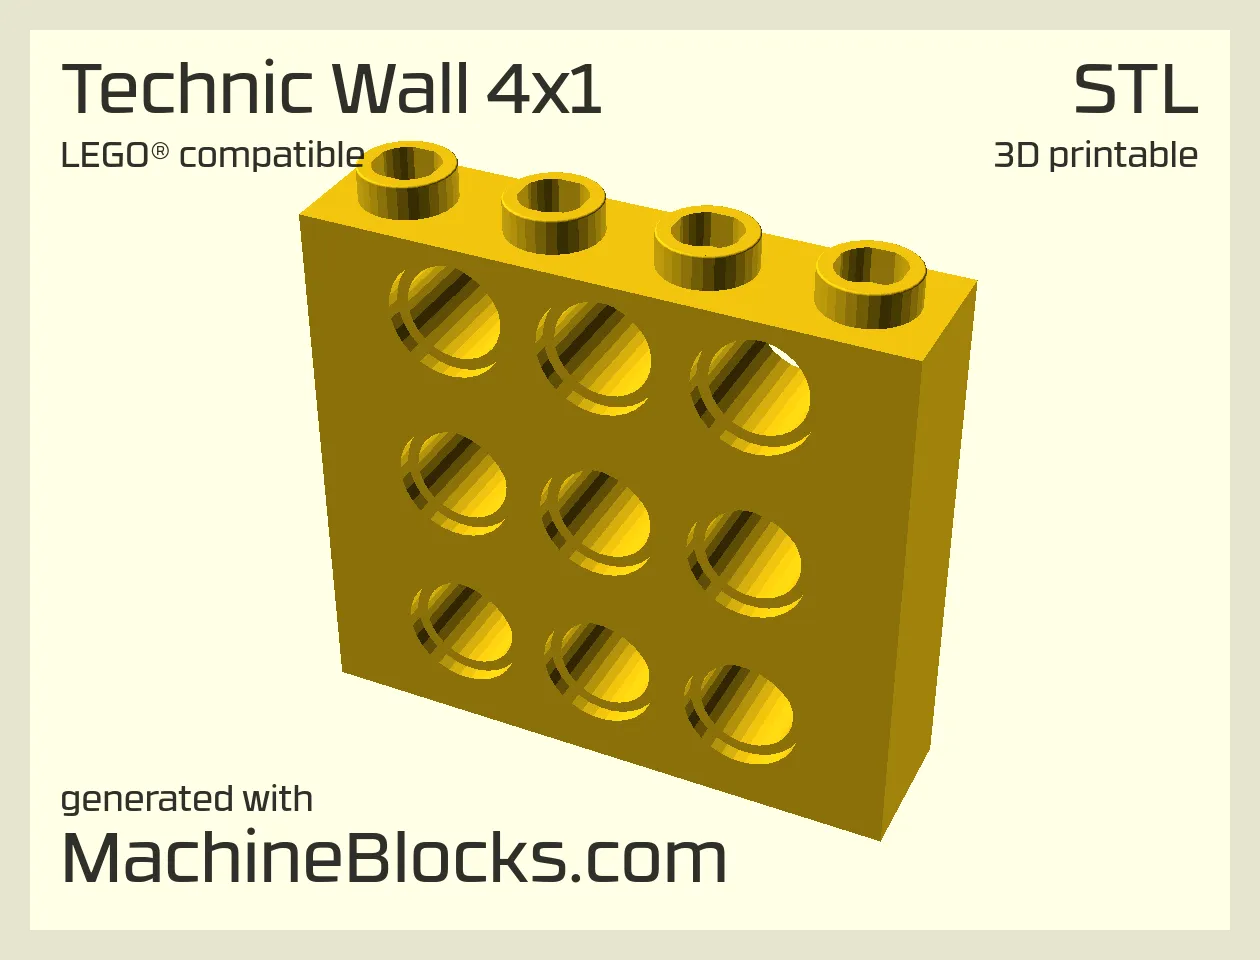 Technic Wall 4x1
STL
LEGO® compatible
3D printable
generated with
MachineBlocks.com